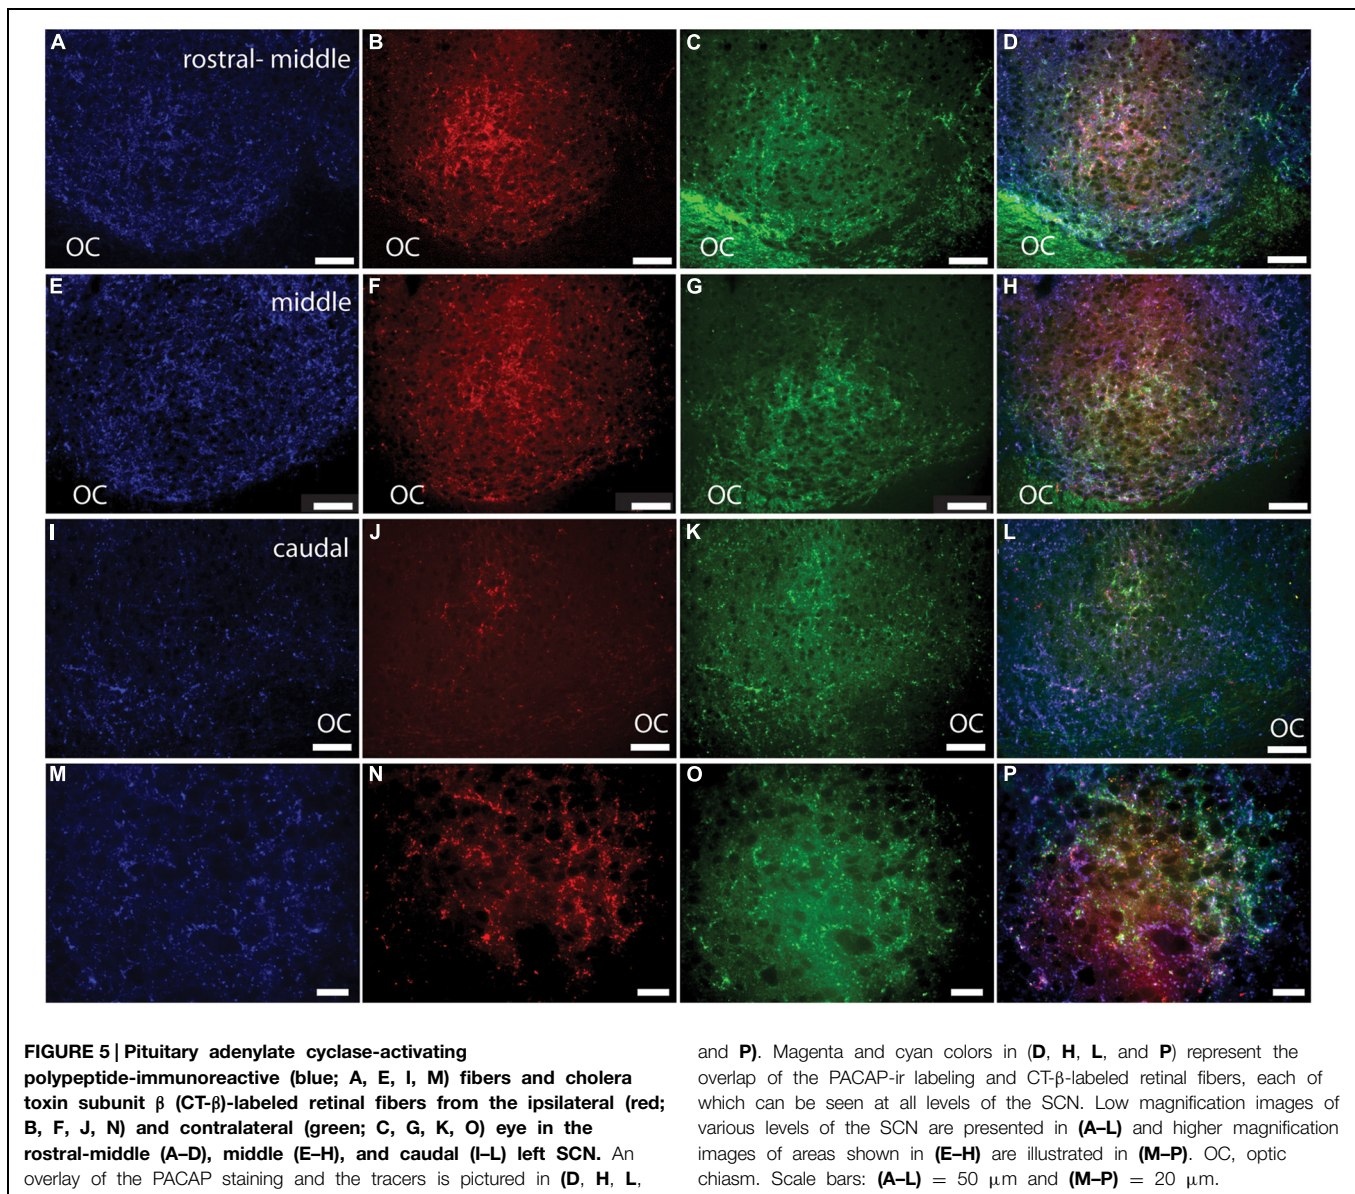 A
rostral- middle
OC
B
OC
C
OC
D
OC
E
middle
OC
F
OC
G
OC
H
OC
I
caudal
OC
J
OC
K
OC
L
OC
M
N
O
P
FIGURE 5 | Pituitary adenylate cyclase-activating
polypeptide-immunoreactive (blue; A, E, I, M) fibers and cholera
toxin subunit β (CT-β)-labeled retinal fibers from the ipsilateral (red;
B, F, J, N) and contralateral (green; C, G, K, O) eye in the
rostral-middle (A–D), middle (E–H), and caudal (I–L) left SCN. An
overlay of the PACAP staining and the tracers is pictured in (D, H, L,
and P). Magenta and cyan colors in (D, H, L, and P) represent the
overlap of the PACAP-ir labeling and CT-β-labeled retinal fibers, each of
which can be seen at all levels of the SCN. Low magnification images of
various levels of the SCN are presented in (A–L) and higher magnification
images of areas shown in (E–H) are illustrated in (M–P). OC, optic
chiasm. Scale bars: (A–L) = 50 μm and (M–P) = 20 μm.